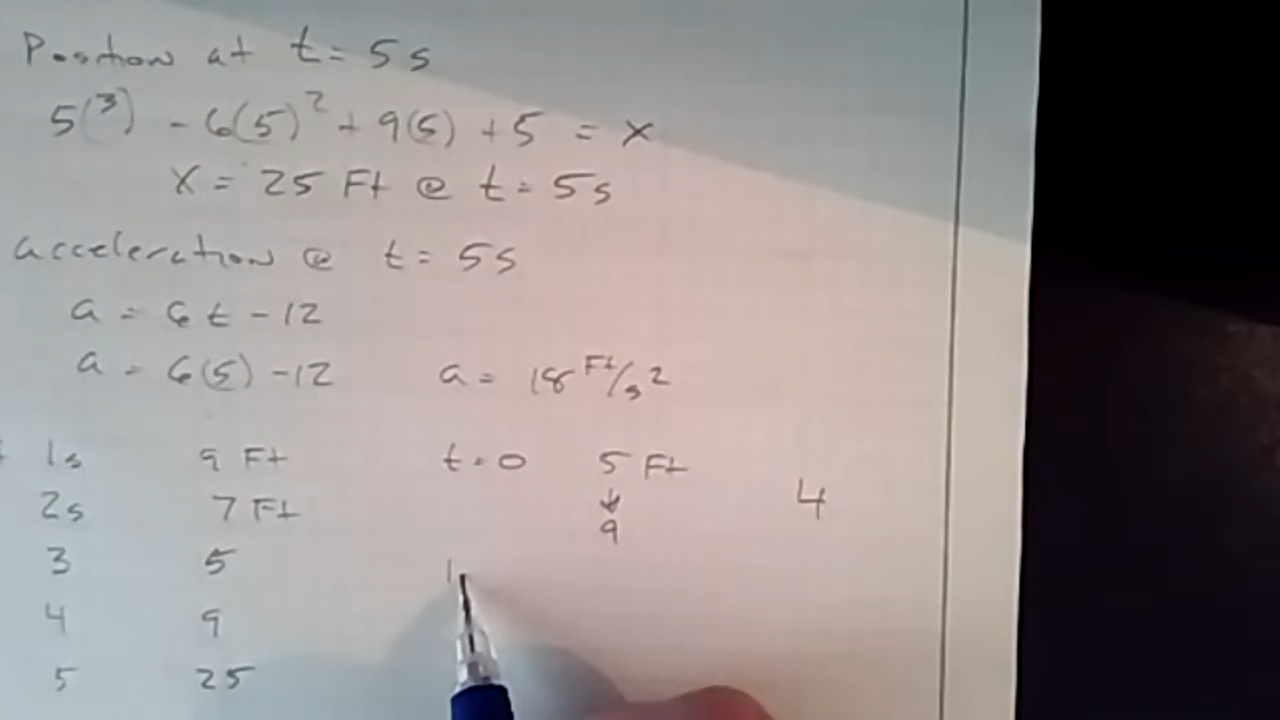 Position at t = 5 s
5(³) - 6(5)² + 9(5) + 5 = x
x = 25 Ft @ t = 5s
acceleration @ t = 5s
a = 6t - 12
a = 6(5) - 12 a = 18 Ft/s²
1s 9 Ft t = 0 5 Ft
2s 7 Ft ↓ 4
9
3 5 1
4 9
5 25